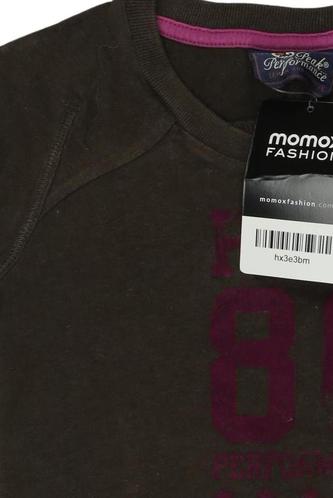 Peak
Performance
momox
FASHION
momoxfashion.com
hx3e3bm
8
PERFORM